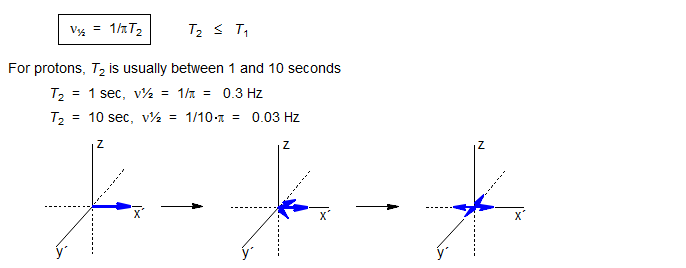 ν½ = 1/πT₂ T₂ ≤ T₁
For protons, T₂ is usually between 1 and 10 seconds
T₂ = 1 sec, ν½ = 1/π = 0.3 Hz
T₂ = 10 sec, ν½ = 1/10·π = 0.03 Hz
z z z
x´ x´ x´
y´ y´ y´